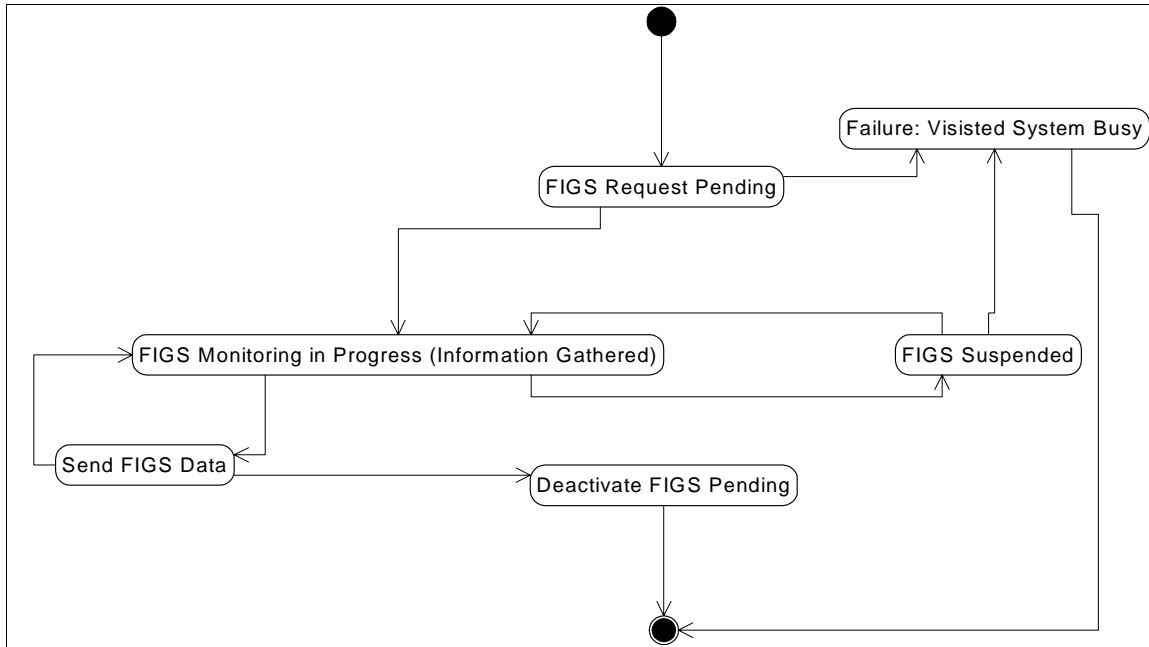 Failure: Visisted System Busy
FIGS Request Pending
FIGS Monitoring in Progress (Information Gathered)
FIGS Suspended
Send FIGS Data
Deactivate FIGS Pending